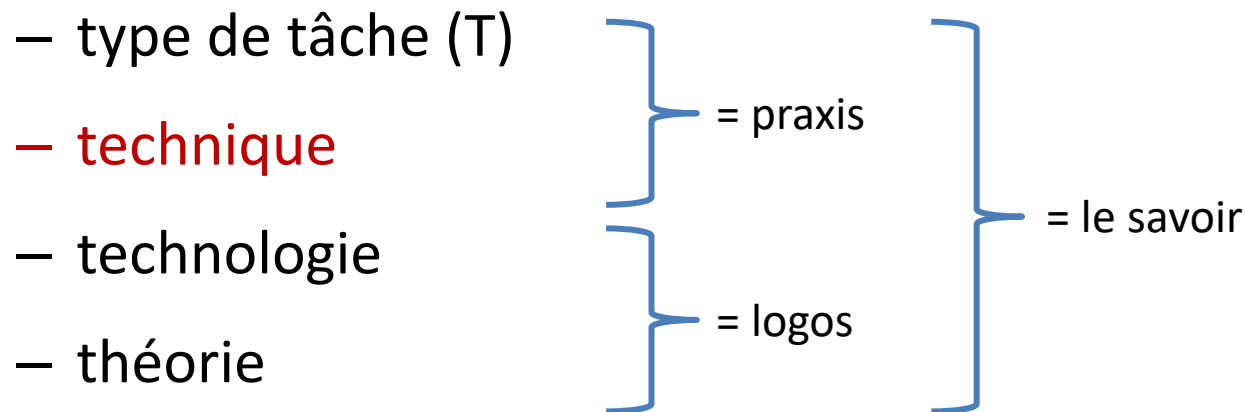 – type de tâche (T)
= praxis
– technique
= le savoir
– technologie
= logos
– théorie